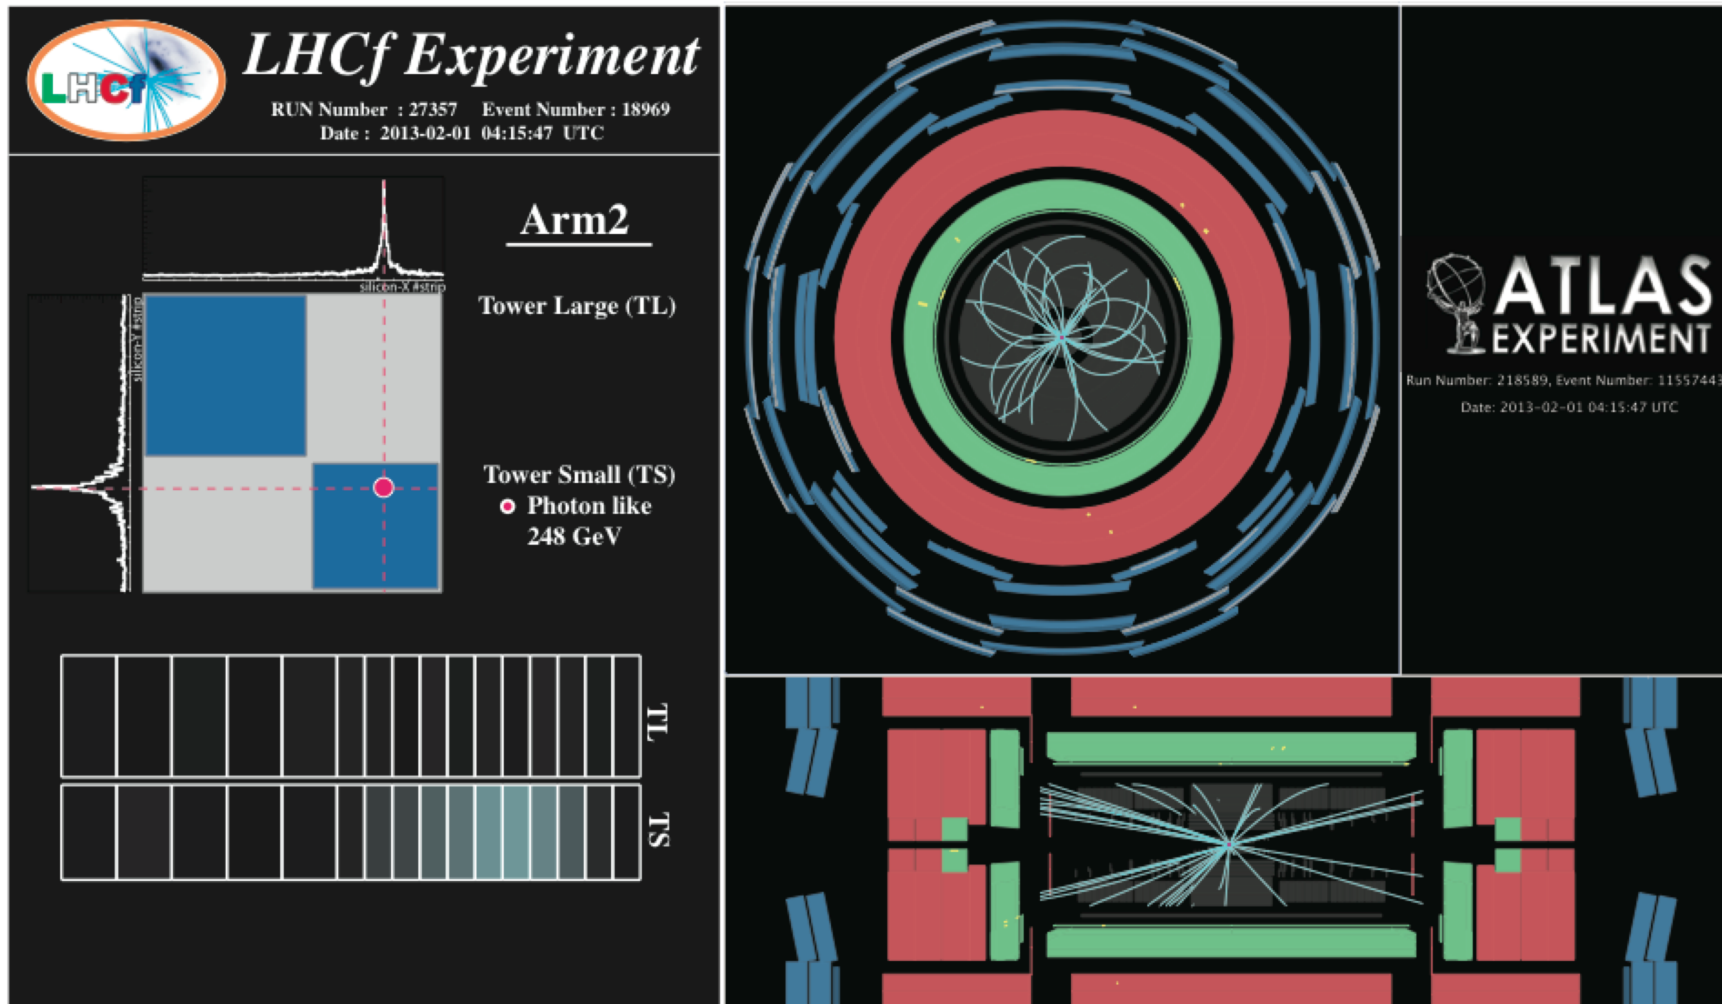 LHCf
LHCf Experiment
RUN Number : 27357 Event Number : 18969
Date : 2013-02-01 04:15:47 UTC
Arm2
silicon-X #strip
silicon-Y #strip
Tower Large (TL)
Tower Small (TS)
Photon like
248 GeV
TL
TS
ATLAS
EXPERIMENT
Run Number: 218589, Event Number: 11557443
Date: 2013-02-01 04:15:47 UTC